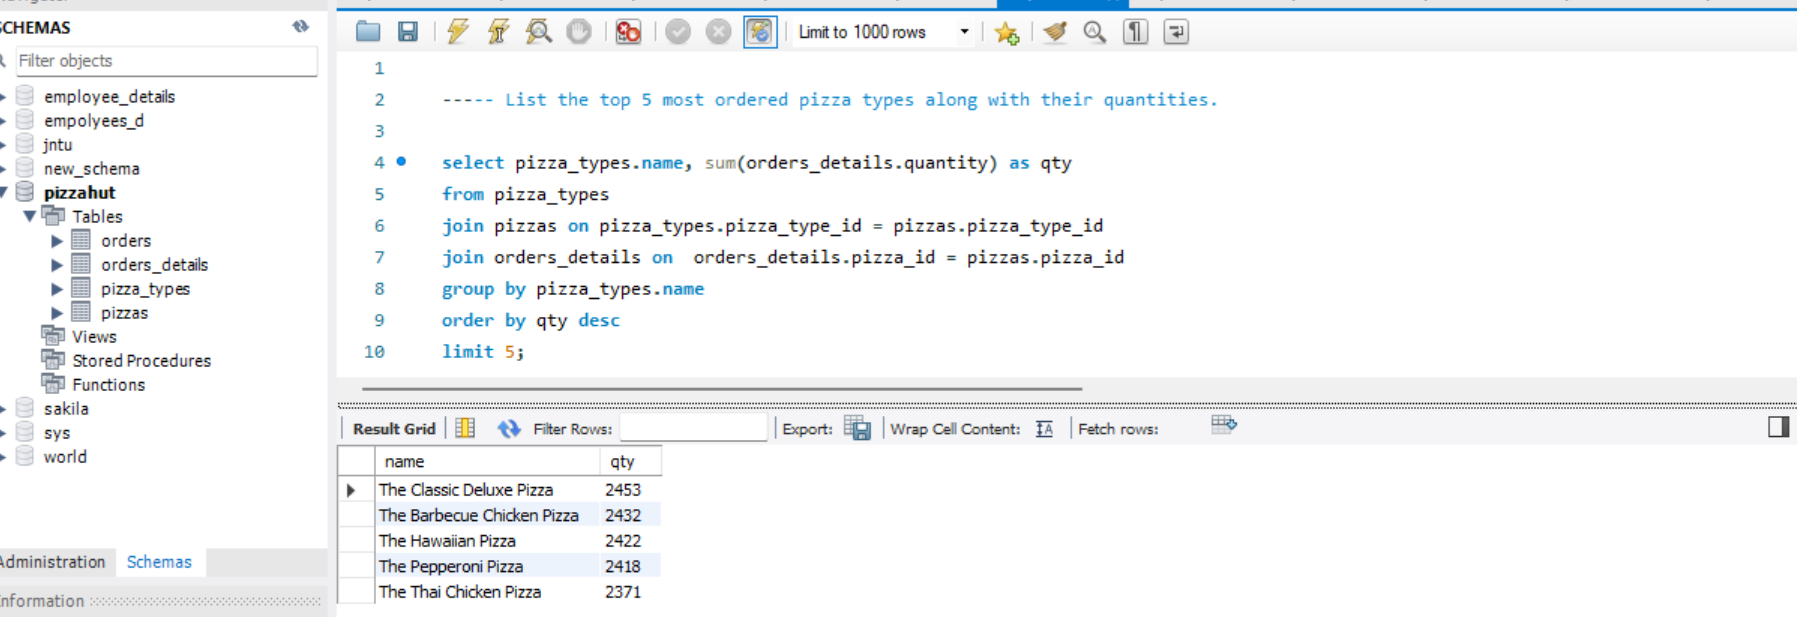 SCHEMAS
Filter objects
employee_details
empolyees_d
jntu
new_schema
pizzahut
Tables
orders
orders_details
pizza_types
pizzas
Views
Stored Procedures
Functions
sakila
sys
world
Administration Schemas
Information
Limit to 1000 rows
1
2 ----- List the top 5 most ordered pizza types along with their quantities.
3
4 select pizza_types.name, sum(orders_details.quantity) as qty
5 from pizza_types
6 join pizzas on pizza_types.pizza_type_id = pizzas.pizza_type_id
7 join orders_details on  orders_details.pizza_id = pizzas.pizza_id
8 group by pizza_types.name
9 order by qty desc
10 limit 5;
Result Grid Filter Rows: Export: Wrap Cell Content: Fetch rows:
name qty
The Classic Deluxe Pizza 2453
The Barbecue Chicken Pizza 2432
The Hawaiian Pizza 2422
The Pepperoni Pizza 2418
The Thai Chicken Pizza 2371